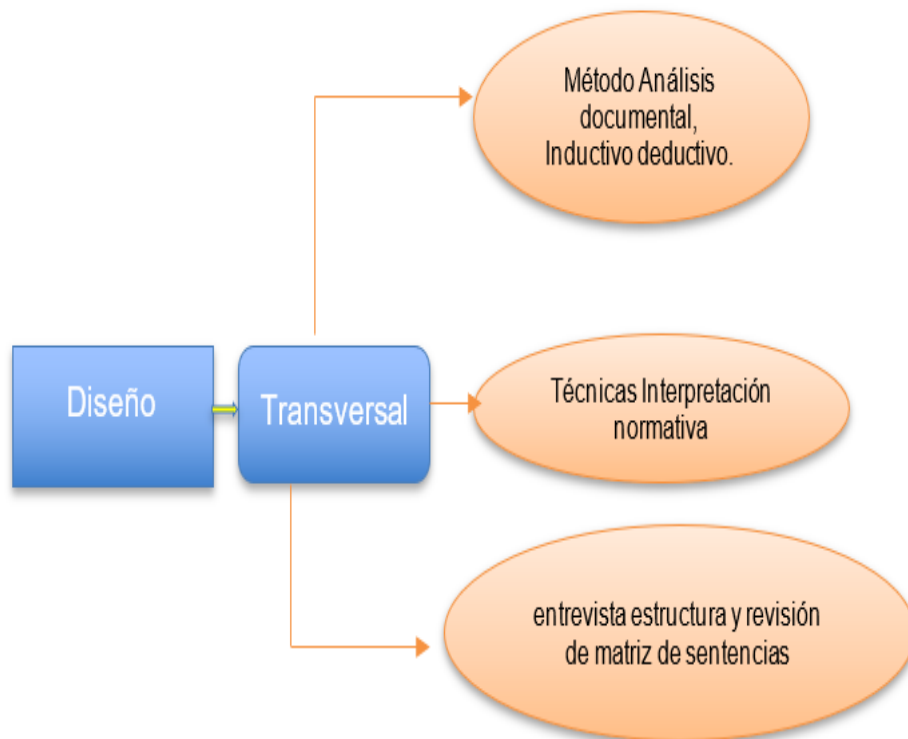 Método Análisis
documental,
Inductivo deductivo.
Diseño
Transversal
Técnicas Interpretación
normativa
entrevista estructura y revisión
de matriz de sentencias